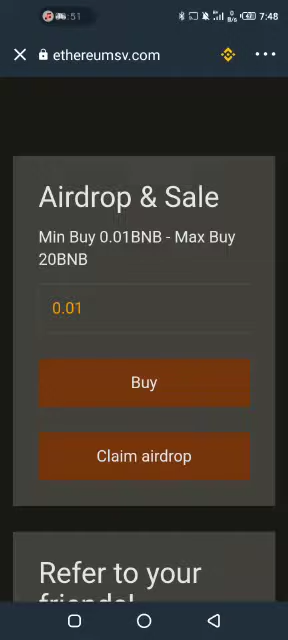 7:48
ethereumsv.com
Airdrop & Sale
Min Buy 0.01BNB - Max Buy
20BNB
0.01
Buy
Claim airdrop
Refer to your
friends!